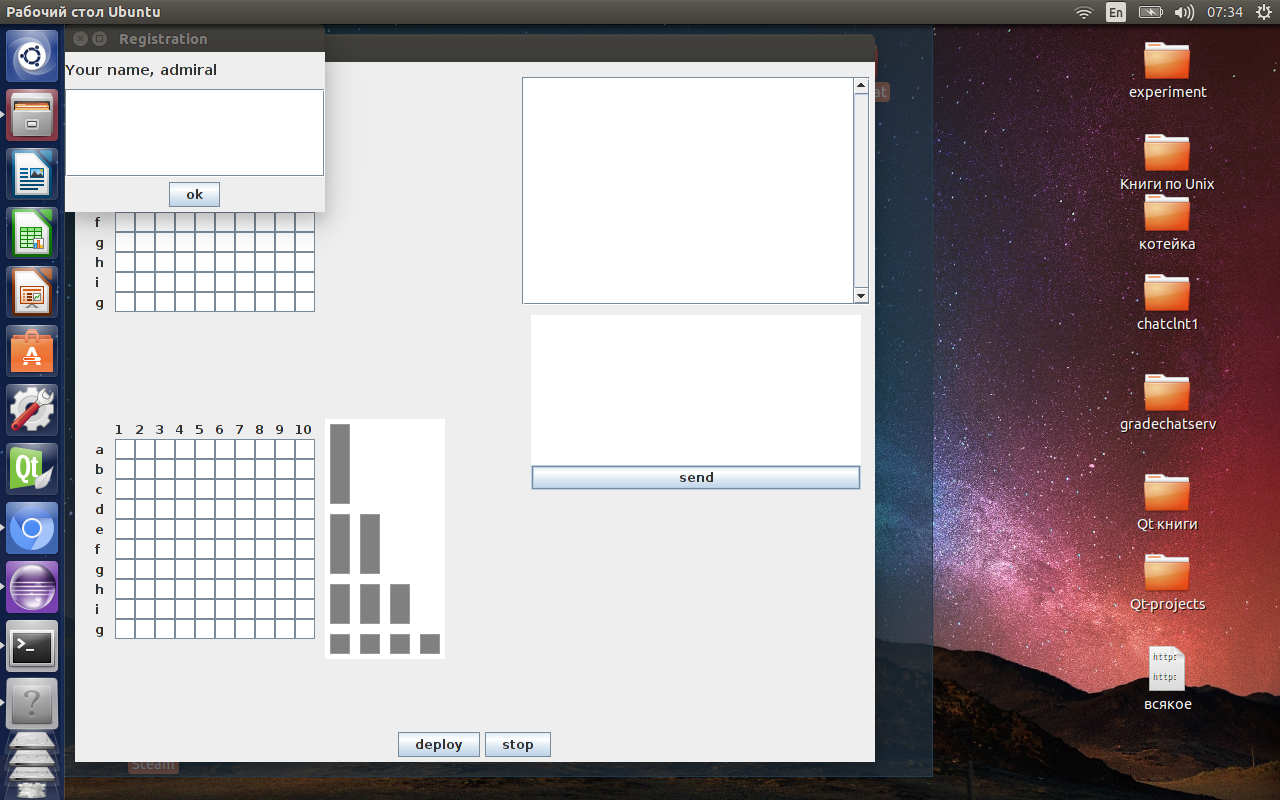 Рабочий стол Ubuntu
En
07:34
Registration
Your name, admiral
ok
f
g
h
i
g
1 2 3 4 5 6 7 8 9 10
a
b
c
d
e
f
g
h
i
g
send
deploy
stop
at
Steam
experiment
Книги по Unix
котейка
chatclnt1
gradechatserv
Qt книги
Qt-projects
http:
http:
всякое
Qt